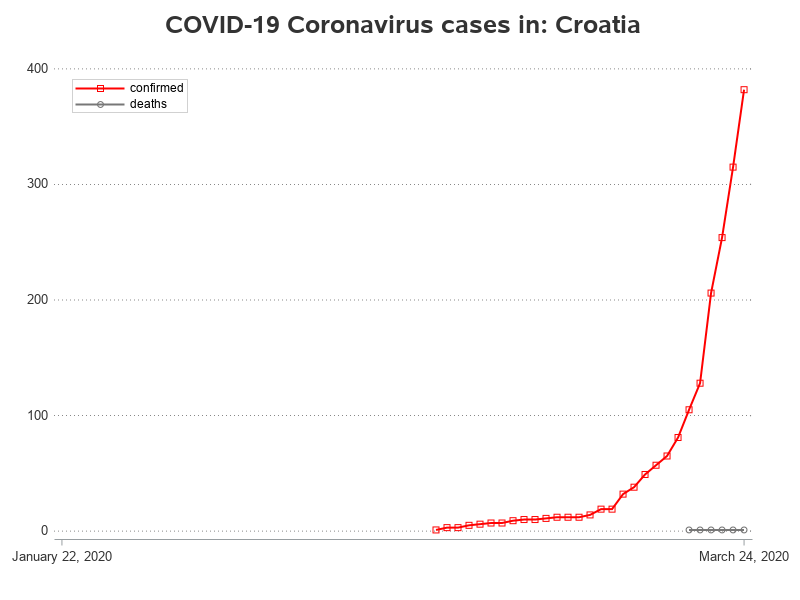 COVID-19 Coronavirus cases in: Croatia
400
confirmed
deaths
300
200
100
0
January 22, 2020
March 24, 2020